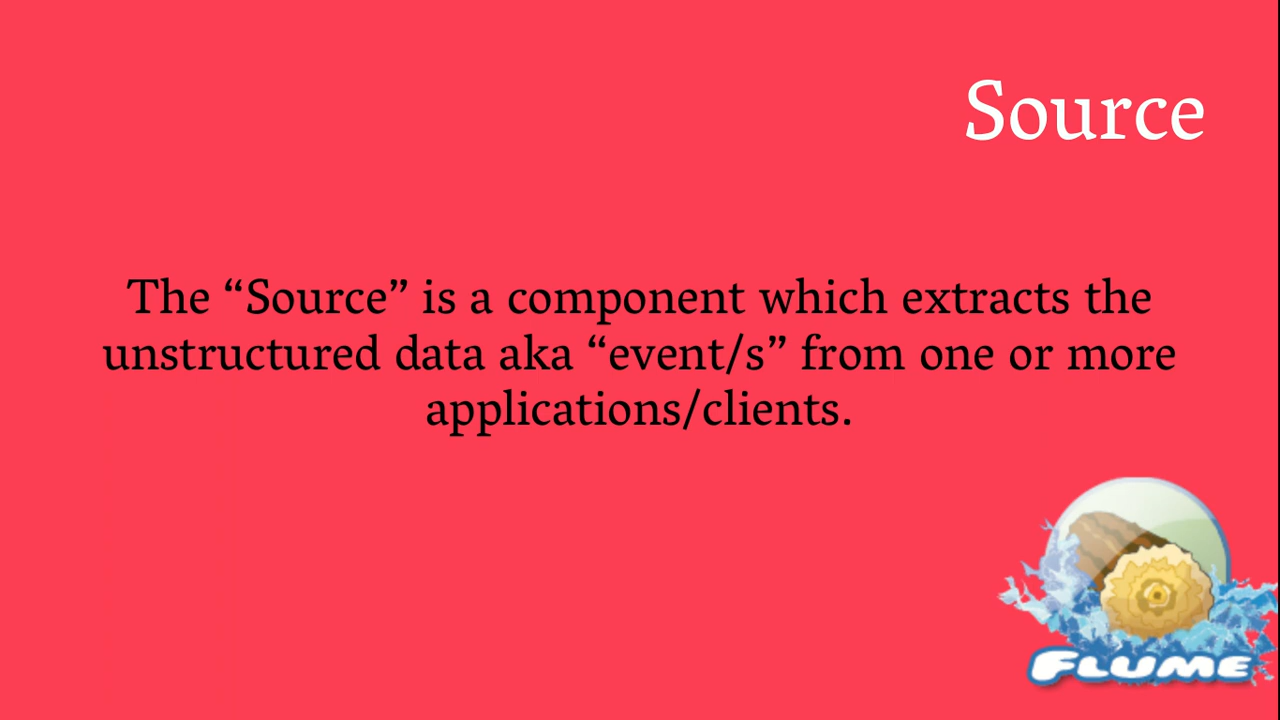 Source
The “Source” is a component which extracts the
unstructured data aka “event/s” from one or more
applications/clients.
FLUME